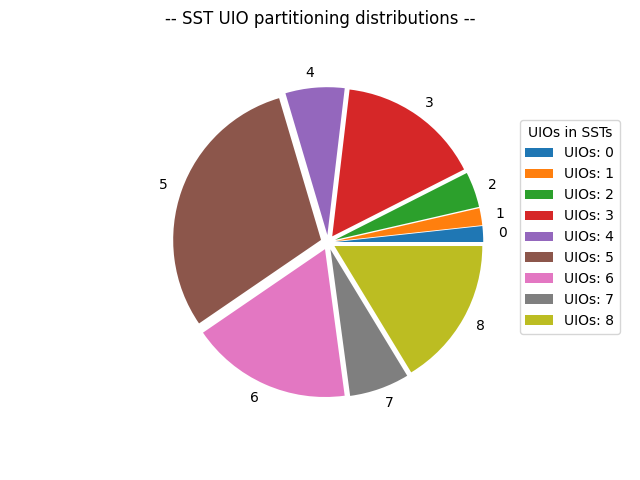 -- SST UIO partitioning distributions --
4
3
5
2
1
0
8
6
7
UIOs in SSTs
UIOs: 0
UIOs: 1
UIOs: 2
UIOs: 3
UIOs: 4
UIOs: 5
UIOs: 6
UIOs: 7
UIOs: 8